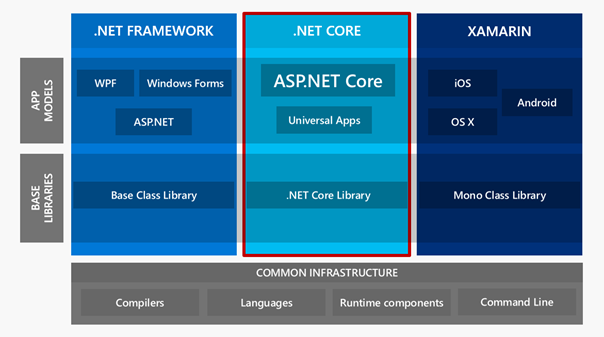 .NET FRAMEWORK
.NET CORE
XAMARIN
APP
MODELS
WPF
Windows Forms
ASP.NET
ASP.NET Core
Universal Apps
iOS
OS X
Android
BASE
LIBRARIES
Base Class Library
.NET Core Library
Mono Class Library
COMMON INFRASTRUCTURE
Compilers
Languages
Runtime components
Command Line